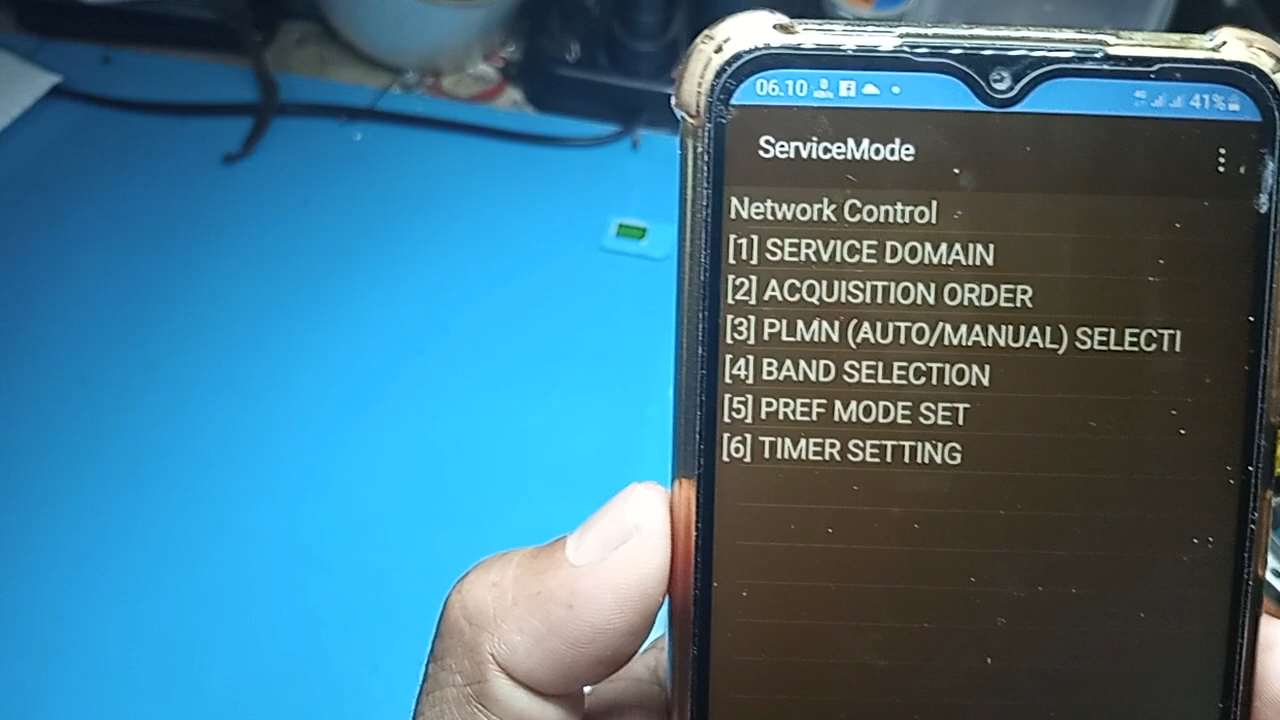 06.10
41%
ServiceMode
Network Control
[1] SERVICE DOMAIN
[2] ACQUISITION ORDER
[3] PLMN (AUTO/MANUAL) SELECTI
[4] BAND SELECTION
[5] PREF MODE SET
[6] TIMER SETTING